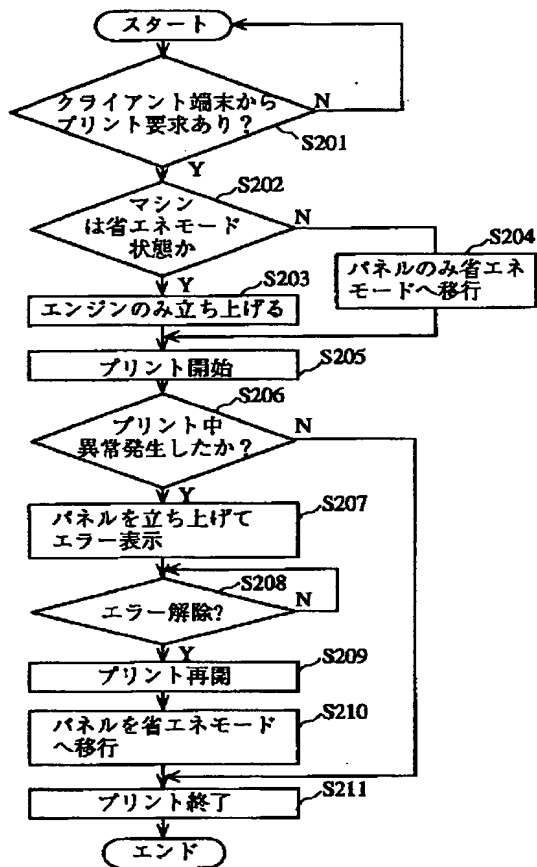 スタート
クライアント端末から
プリント要求あり？
N
S201
Y
S202
マシン
は省エネモード
状態か
N
S204
パネルのみ省エネ
モードへ移行
Y
S203
エンジンのみ立ち上げる
S205
プリント開始
S206
プリント中
異常発生したか？
N
Y
S207
パネルを立ち上げて
エラー表示
S208
エラー解除?
N
Y
S209
プリント再開
S210
パネルを省エネモード
へ移行
S211
プリント終了
エンド